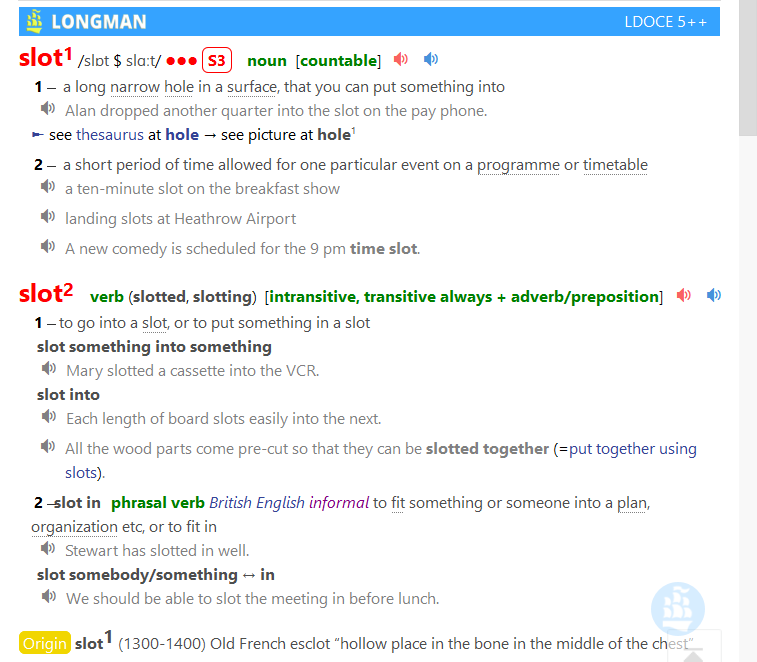 LONGMAN LDOCE 5++
slot1 /slɒt $ slɑːt/ ●●● S3 noun [countable]
1 – a long narrow hole in a surface, that you can put something into
Alan dropped another quarter into the slot on the pay phone.
► see thesaurus at hole → see picture at hole1
2 – a short period of time allowed for one particular event on a programme or timetable
a ten-minute slot on the breakfast show
landing slots at Heathrow Airport
A new comedy is scheduled for the 9 pm time slot.
slot2 verb (slotted, slotting) [intransitive, transitive always + adverb/preposition]
1 – to go into a slot, or to put something in a slot
slot something into something
Mary slotted a cassette into the VCR.
slot into
Each length of board slots easily into the next.
All the wood parts come pre-cut so that they can be slotted together (=put together using
slots).
2 –slot in phrasal verb British English informal to fit something or someone into a plan,
organization etc, or to fit in
Stewart has slotted in well.
slot somebody/something ↔ in
We should be able to slot the meeting in before lunch.
Origin slot1 (1300-1400) Old French esclot “hollow place in the bone in the middle of the chest”